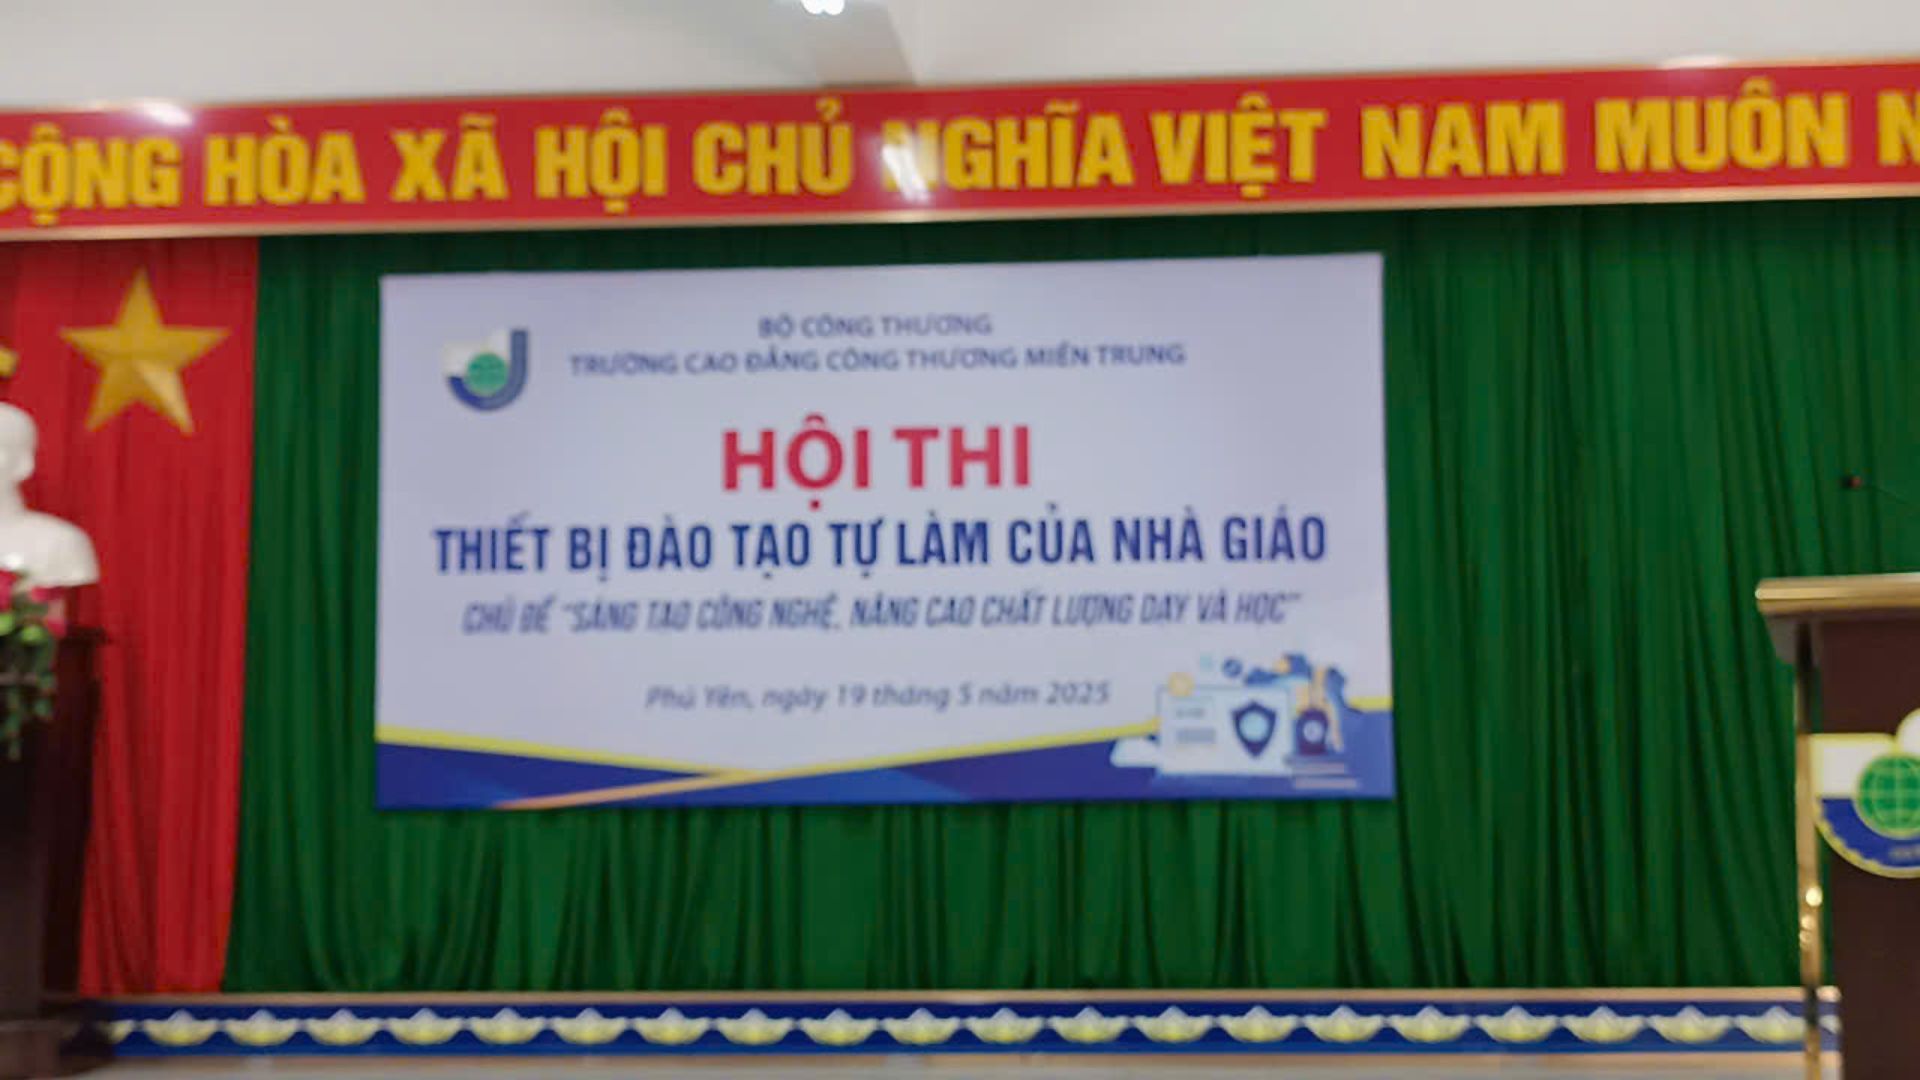 CỘNG HÒA XÃ HỘI CHỦ NGHĨA VIỆT NAM MUÔN N
BỘ CÔNG THƯƠNG
TRƯỜNG CAO ĐẲNG CÔNG THƯƠNG MIỀN TRUNG
HỘI THI
THIẾT BỊ ĐÀO TẠO TỰ LÀM CỦA NHÀ GIÁO
CHỦ ĐỀ "SÁNG TẠO CÔNG NGHỆ, NÂNG CAO CHẤT LƯỢNG DẠY VÀ HỌC"
Phú Yên, ngày 19 tháng 5 năm 2025